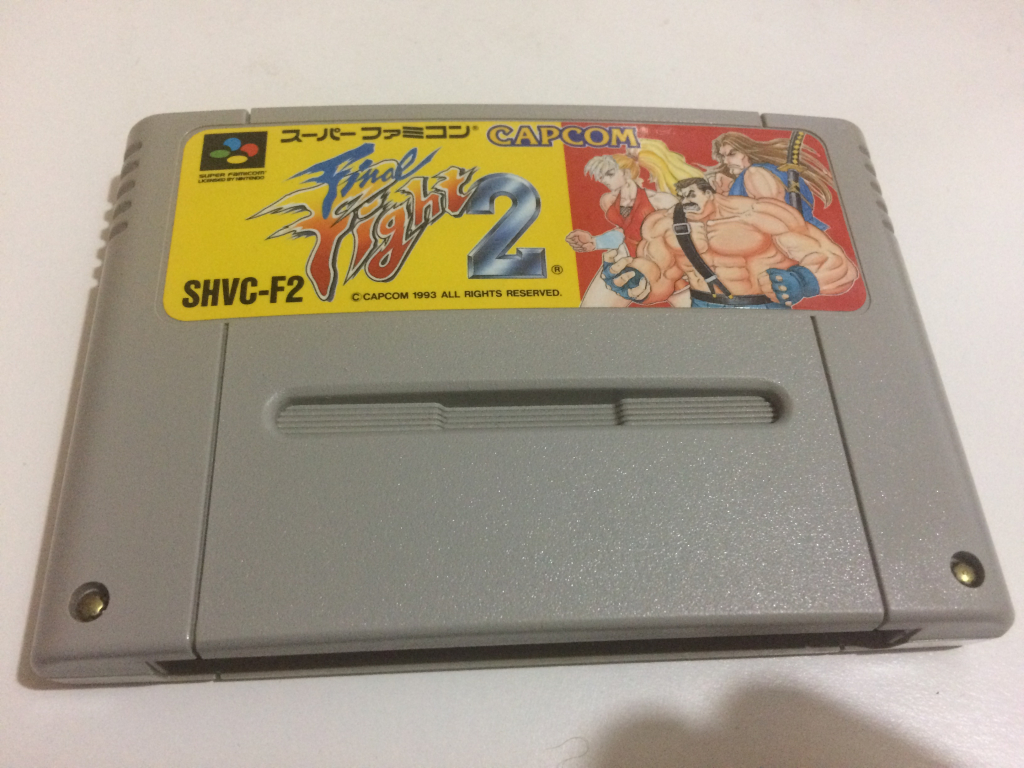 スーパーファミコン® CAPCOM
SUPER FAMICOM
LICENSED BY NINTENDO
Final
Fight 2 ®
SHVC-F2
©CAPCOM 1993 ALL RIGHTS RESERVED.